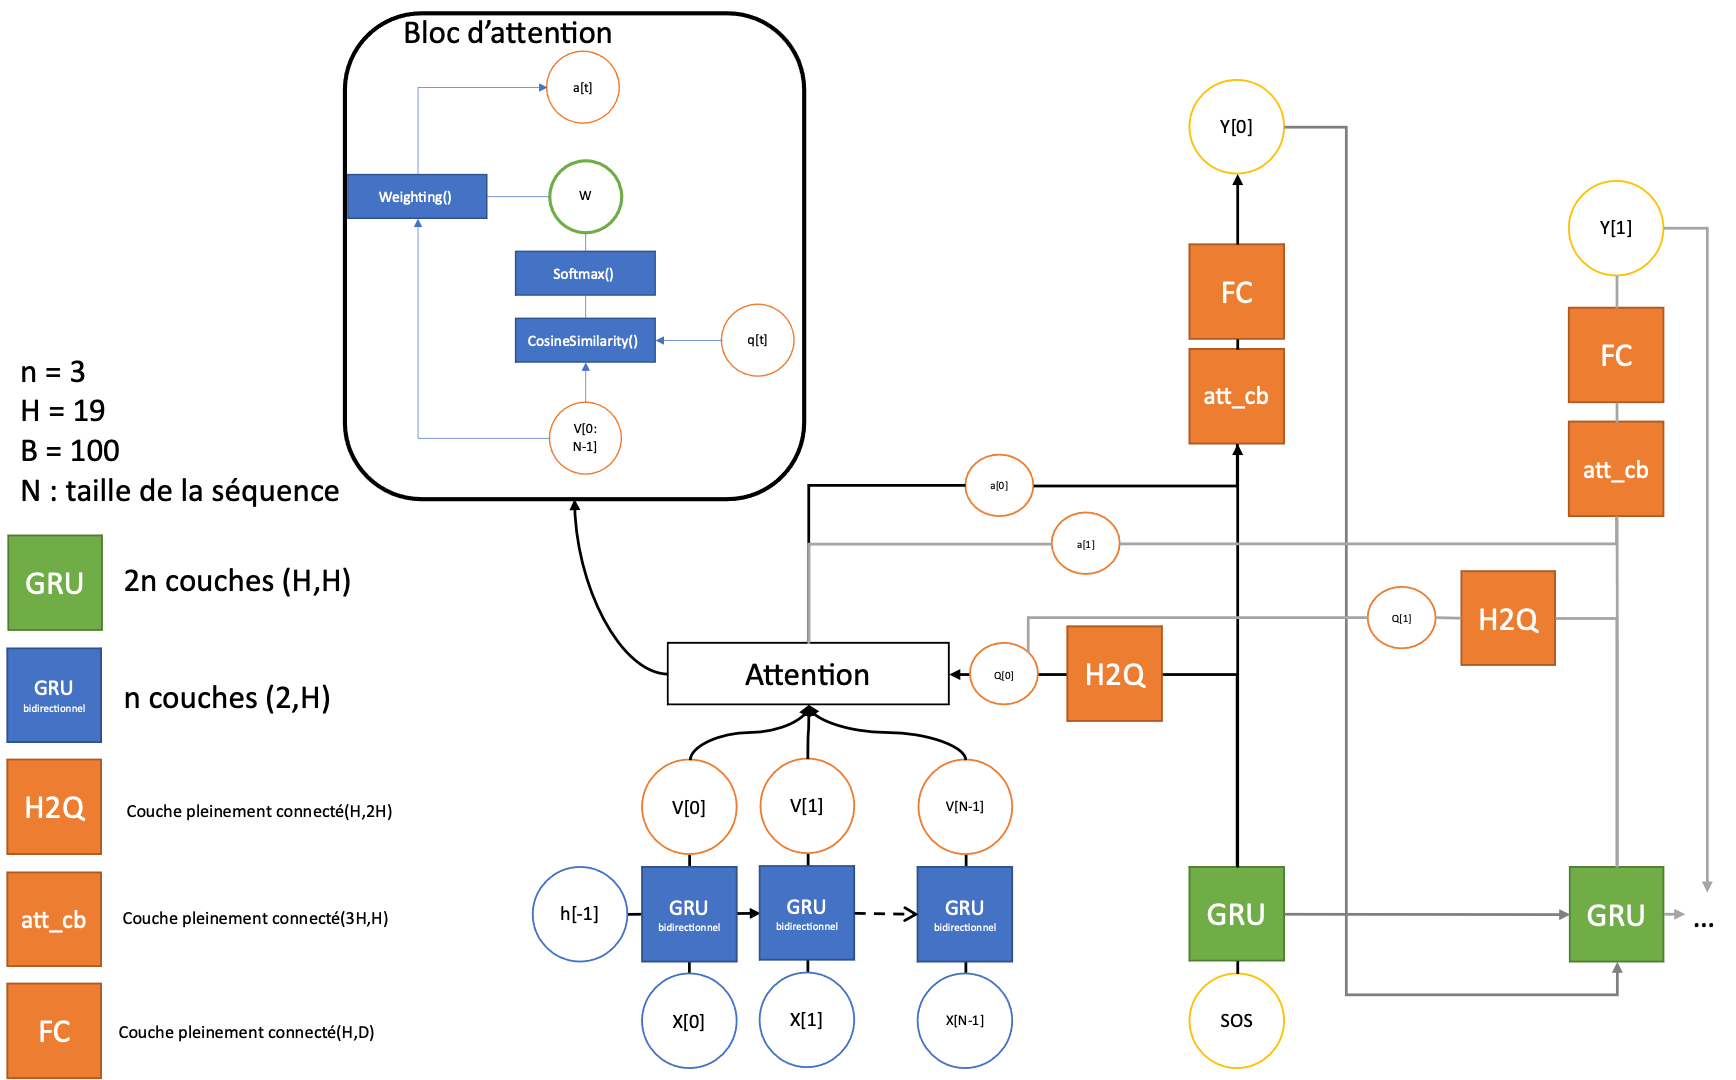 Bloc d'attention
a[t]
Weighting()
W
Softmax()
CosineSimilarity()
q[t]
V[0:
N-1]
n = 3
H = 19
B = 100
N : taille de la séquence
GRU
2n couches (H,H)
GRU
bidirectionnel
n couches (2,H)
H2Q
Couche pleinement connecté(H,2H)
att_cb
Couche pleinement connecté(3H,H)
FC
Couche pleinement connecté(H,D)
Attention
V[0]
V[1]
V[N-1]
h[-1]
GRU
bidirectionnel
GRU
bidirectionnel
GRU
bidirectionnel
X[0]
X[1]
X[N-1]
Y[0]
FC
att_cb
a[0]
a[1]
Q[0]
H2Q
GRU
SOS
Y[1]
FC
att_cb
Q[1]
H2Q
GRU
...